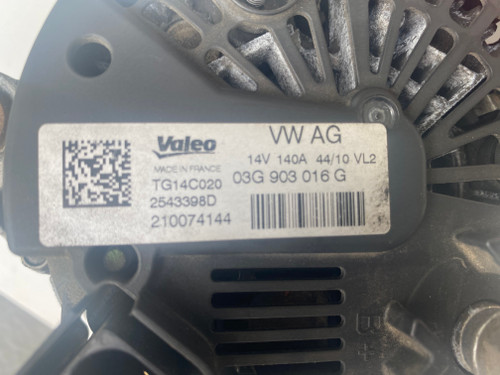 Valeo VW AG
MADE IN FRANCE 14V 140A 44/10 VL2
TG14C020 03G 903 016 G
2543398D
210074144
B+